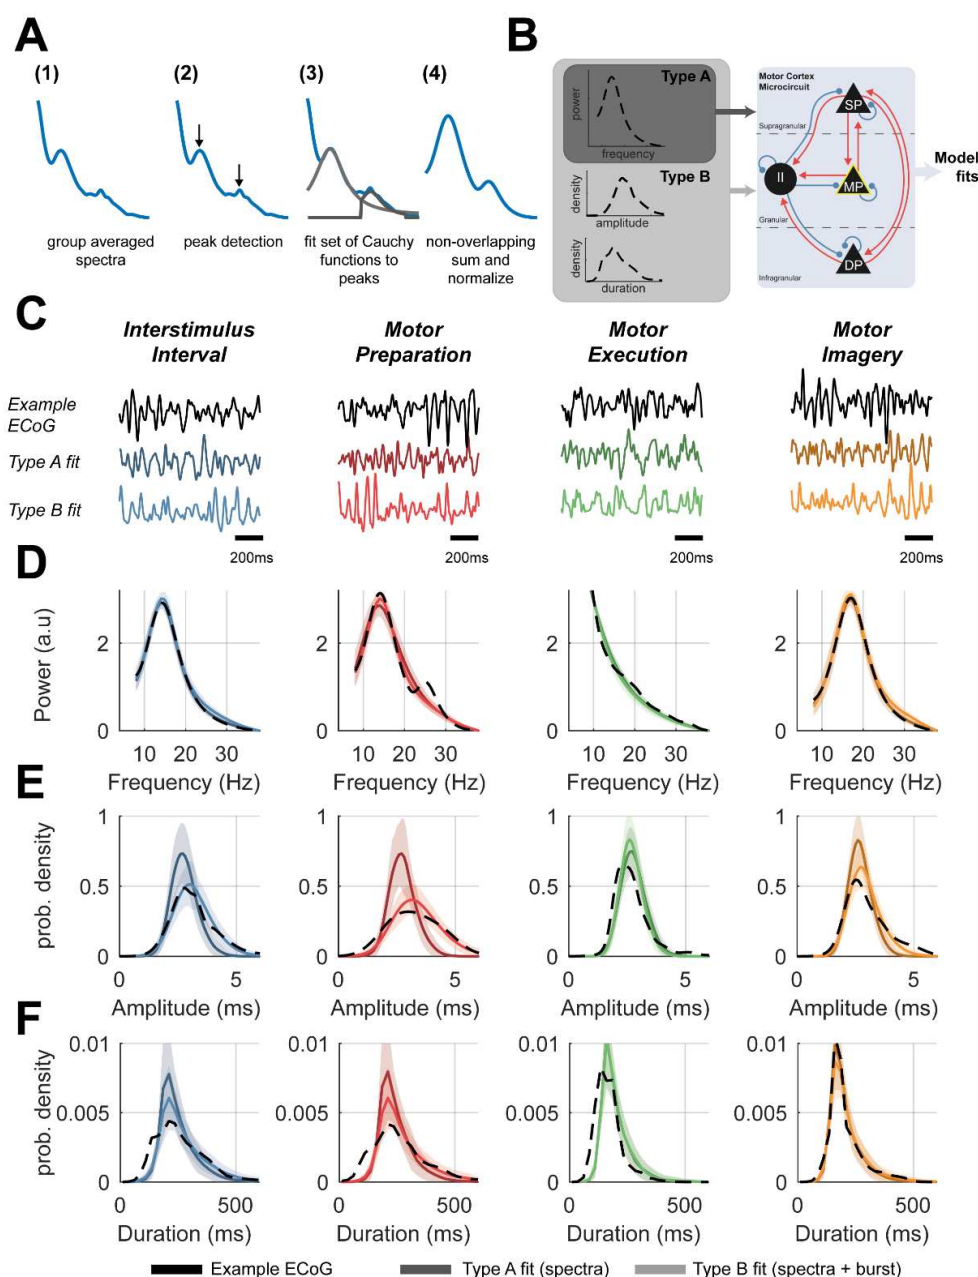 A
(1)
(2)
(3)
(4)
group averaged
spectra
peak detection
fit set of Cauchy
functions to
peaks
non-overlapping
sum and
normalize
B
Type A
power
frequency
Type B
density
amplitude
density
duration
Motor Cortex
Microcircuit
SP
Supragranular
II
MP
Granular
DP
Infragranular
Model
fits
C
Interstimulus
Interval
Motor
Preparation
Motor
Execution
Motor
Imagery
Example
ECoG
Type A fit
Type B fit
200ms
200ms
200ms
200ms
D
Power (a.u)
2
0
10 20 30
Frequency (Hz)
2
0
10 20 30
Frequency (Hz)
2
0
10 20 30
Frequency (Hz)
2
0
10 20 30
Frequency (Hz)
E
prob. density
1
0.5
0
0 5
Amplitude (ms)
1
0.5
0
0 5
Amplitude (ms)
1
0.5
0
0 5
Amplitude (ms)
1
0.5
0
0 5
Amplitude (ms)
F
prob. density
0.01
0.005
0
0 500
Duration (ms)
0.01
0.005
0
0 500
Duration (ms)
0.01
0.005
0
0 500
Duration (ms)
0.01
0.005
0
0 500
Duration (ms)
Example ECoG
Type A fit (spectra)
Type B fit (spectra + burst)